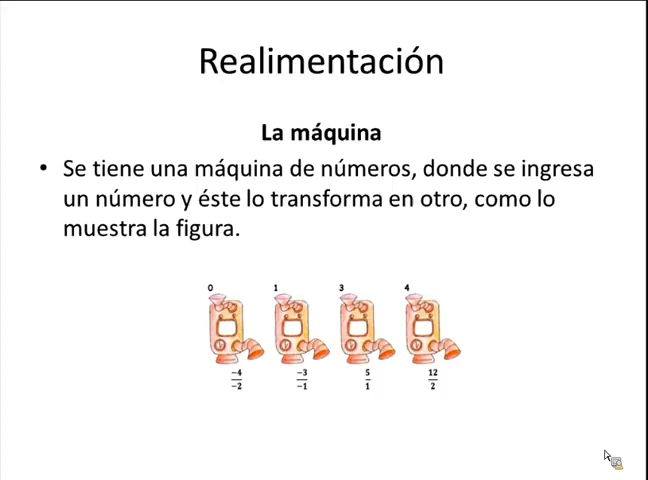 Realimentación
La máquina
• Se tiene una máquina de números, donde se ingresa
un número y éste lo transforma en otro, como lo
muestra la figura.
0 1 3 4
-4 -3 5 12
-2 -1 1 2